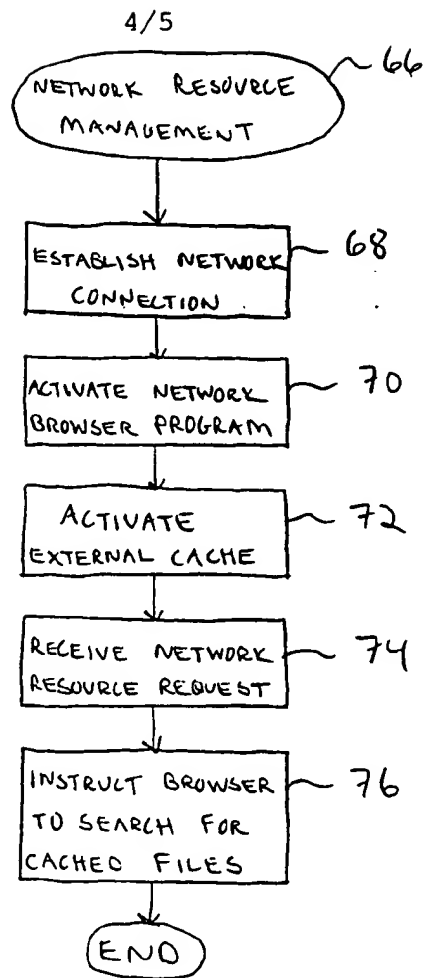 4/5
NETWORK RESOURCE
MANAGEMENT
66
ESTABLISH NETWORK
CONNECTION
68
ACTIVATE NETWORK
BROWSER PROGRAM
70
ACTIVATE
EXTERNAL CACHE
72
RECEIVE NETWORK
RESOURCE REQUEST
74
INSTRUCT BROWSER
TO SEARCH FOR
CACHED FILES
76
END